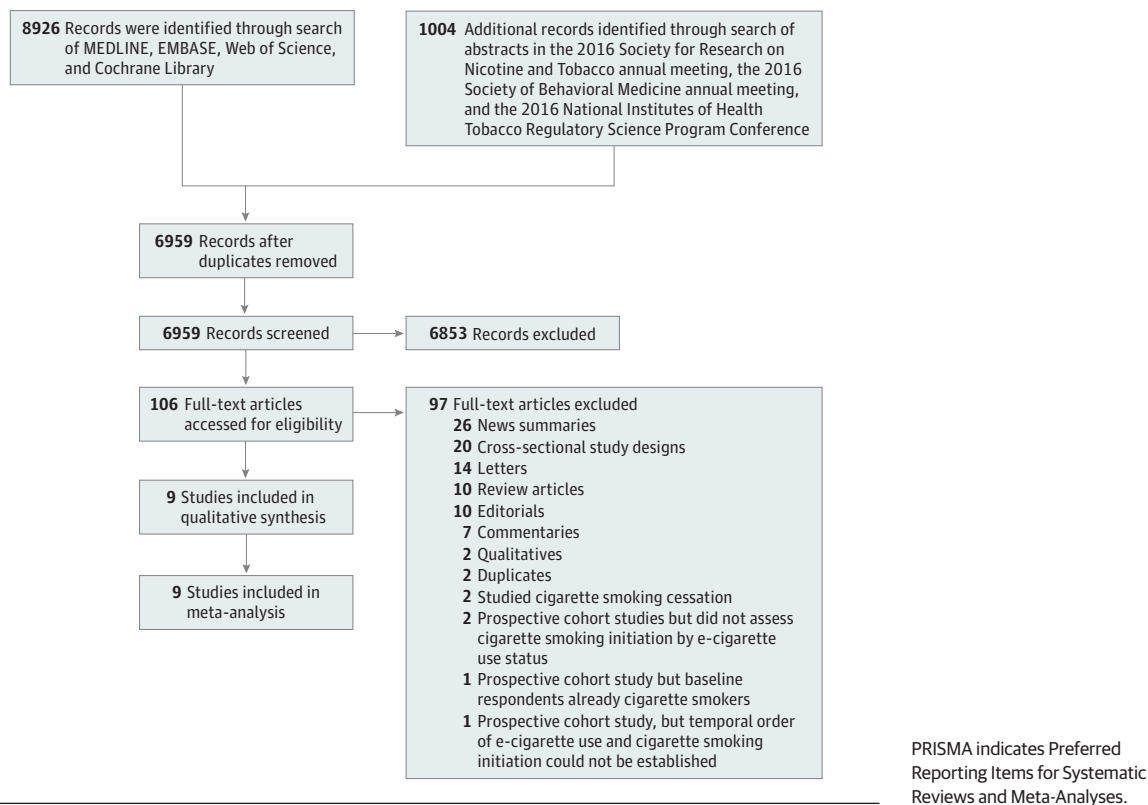 8926 Records were identified through search
of MEDLINE, EMBASE, Web of Science,
and Cochrane Library
1004 Additional records identified through search of
abstracts in the 2016 Society for Research on
Nicotine and Tobacco annual meeting, the 2016
Society of Behavioral Medicine annual meeting,
and the 2016 National Institutes of Health
Tobacco Regulatory Science Program Conference
6959 Records after
duplicates removed
6959 Records screened
6853 Records excluded
106 Full-text articles
accessed for eligibility
97 Full-text articles excluded
26 News summaries
20 Cross-sectional study designs
14 Letters
10 Review articles
10 Editorials
7 Commentaries
2 Qualitatives
2 Duplicates
2 Studied cigarette smoking cessation
2 Prospective cohort studies but did not assess
cigarette smoking initiation by e-cigarette
use status
1 Prospective cohort study but baseline
respondents already cigarette smokers
1 Prospective cohort study, but temporal order
of e-cigarette use and cigarette smoking
initiation could not be established
9 Studies included in
qualitative synthesis
9 Studies included in
meta-analysis
PRISMA indicates Preferred
Reporting Items for Systematic
Reviews and Meta-Analyses.